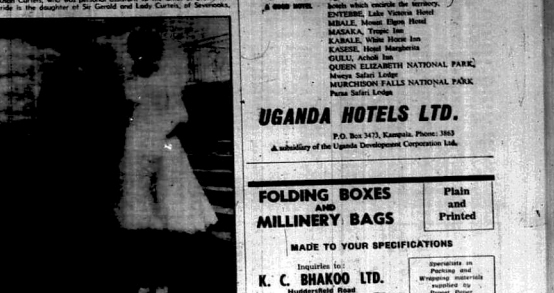 ride is the daughter of Sir Gerald and Lady Curteis, of Sevenoaks,
A GOOD HOTEL
hotels which encircle the territory.
ENTEBBE, Lake Victoria Hotel
MBALE, Mount Elgon Hotel
MASAKA, Tropic Inn
KABALE, White Horse Inn
KASESE, Hotel Margherita
GULU, Acholi Inn
QUEEN ELIZABETH NATIONAL PARK,
Mweya Safari Lodge
MURCHISON FALLS NATIONAL PARK
Paraa Safari Lodge
UGANDA HOTELS LTD.
P.O. Box 3473, Kampala. Phone: 3863
A subsidiary of the Uganda Development Corporation Ltd.
FOLDING BOXES
AND
MILLINERY BAGS
Plain
and
Printed
MADE TO YOUR SPECIFICATIONS
Inquiries to:
K. C. BHAKOO LTD.
Huddersfield Road
Specialists in
Packing and
Wrapping materials
supplied by